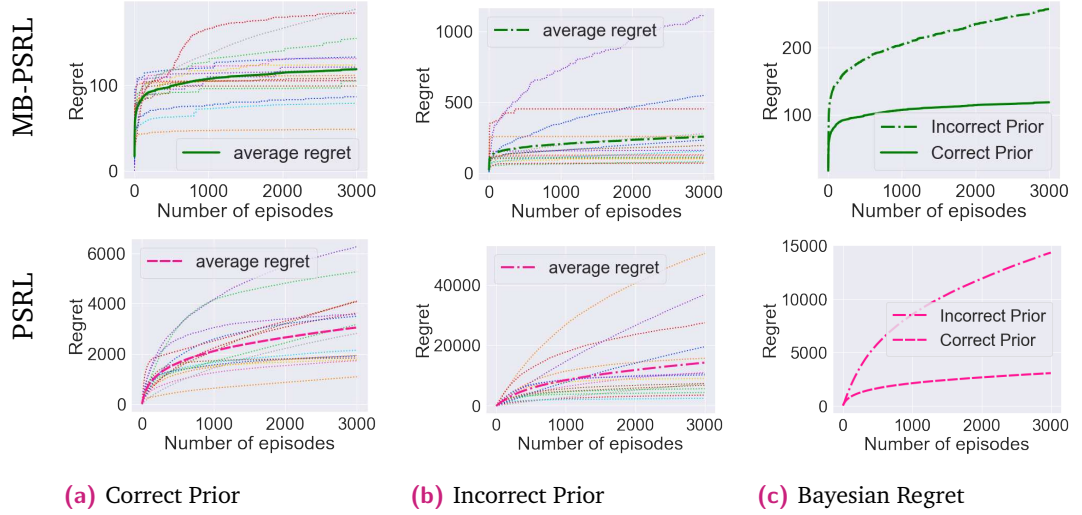 MB-PSRL
Regret
100
0
average regret
0 1000 2000 3000
Number of episodes
Regret
1000
500
0
average regret
0 1000 2000 3000
Number of episodes
Regret
200
100
Incorrect Prior
Correct Prior
0 1000 2000 3000
Number of episodes
PSRL
Regret
6000
4000
2000
0
average regret
0 1000 2000 3000
Number of episodes
Regret
40000
20000
0
average regret
0 1000 2000 3000
Number of episodes
Regret
15000
10000
5000
0
Incorrect Prior
Correct Prior
0 1000 2000 3000
Number of episodes
(a) Correct Prior
(b) Incorrect Prior
(c) Bayesian Regret